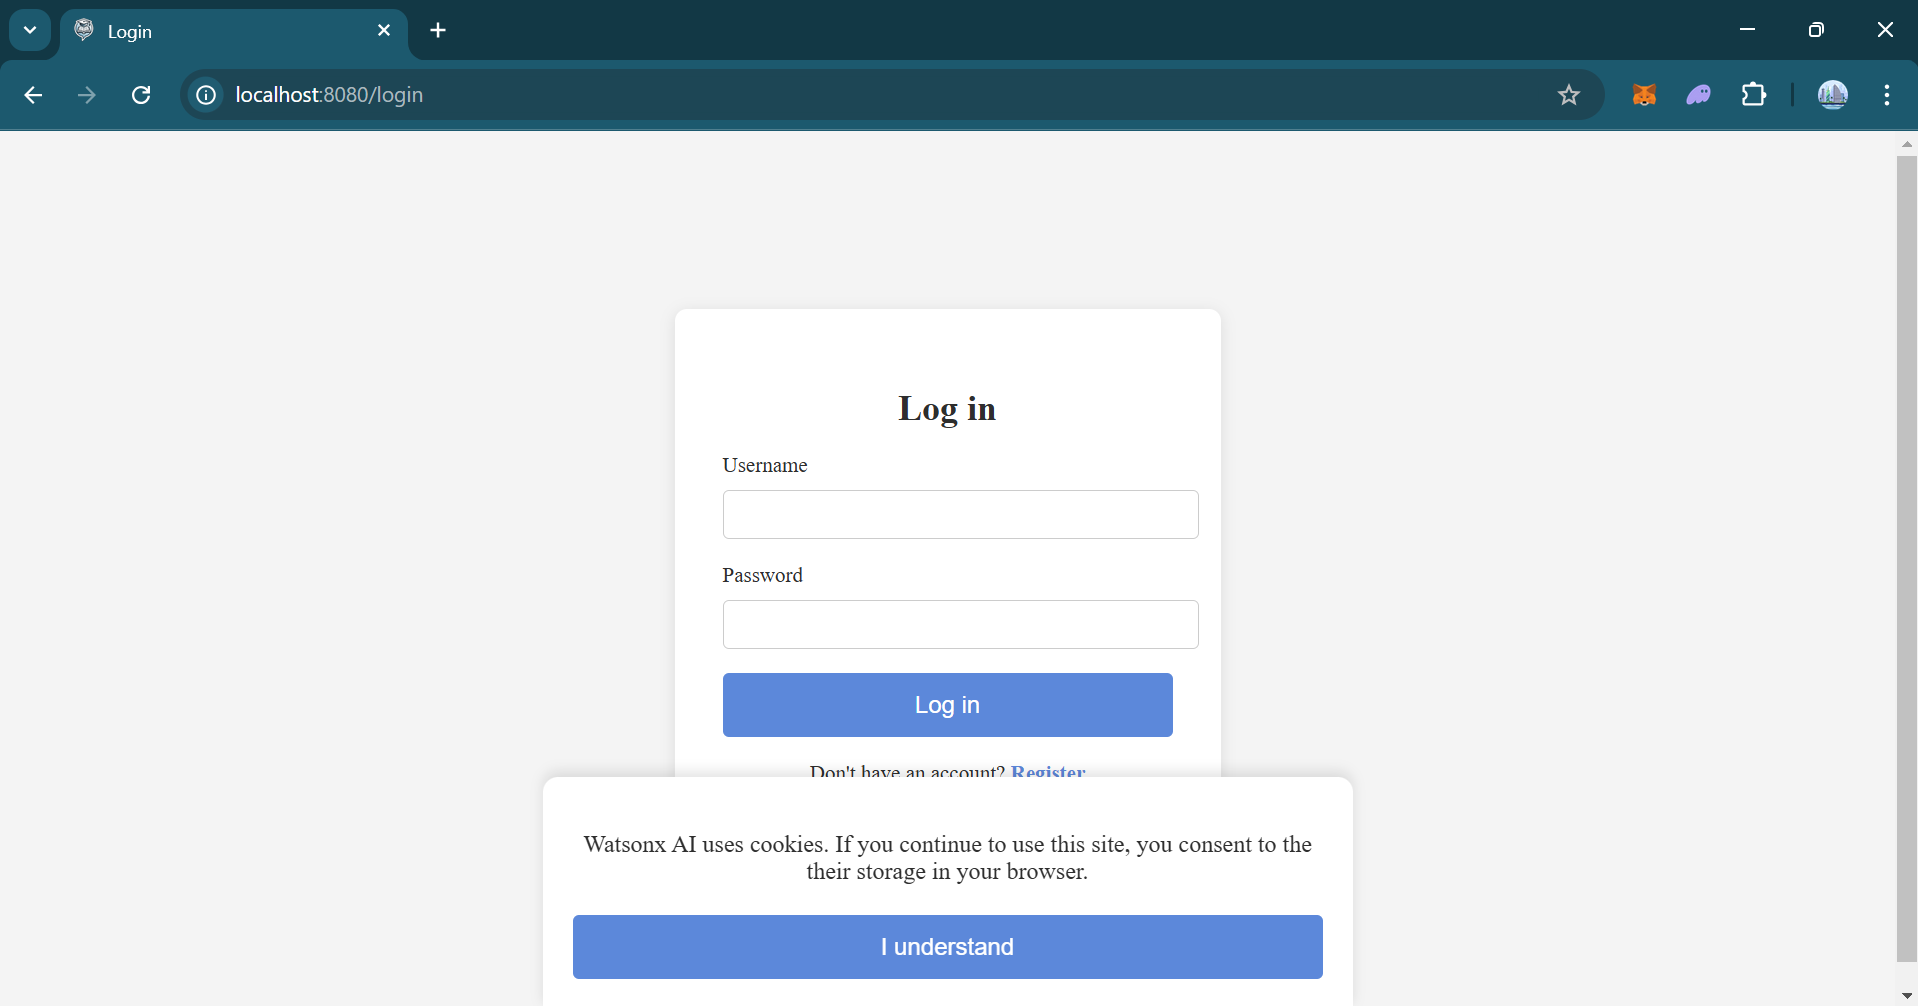 Login
localhost:8080/login
Log in
Username
Password
Log in
Don't have an account? Register
Watsonx AI uses cookies. If you continue to use this site, you consent to the
their storage in your browser.
I understand